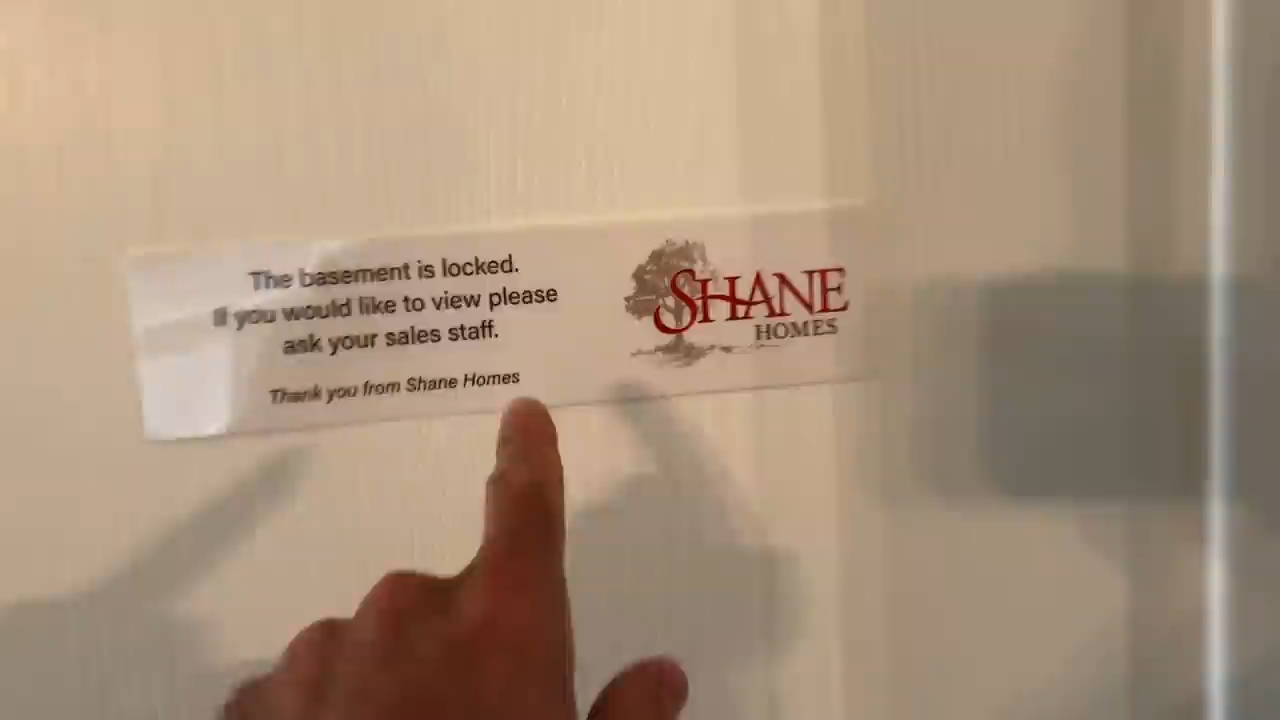 The basement is locked.
If you would like to view please
ask your sales staff.
Thank you from Shane Homes
SHANE
HOMES